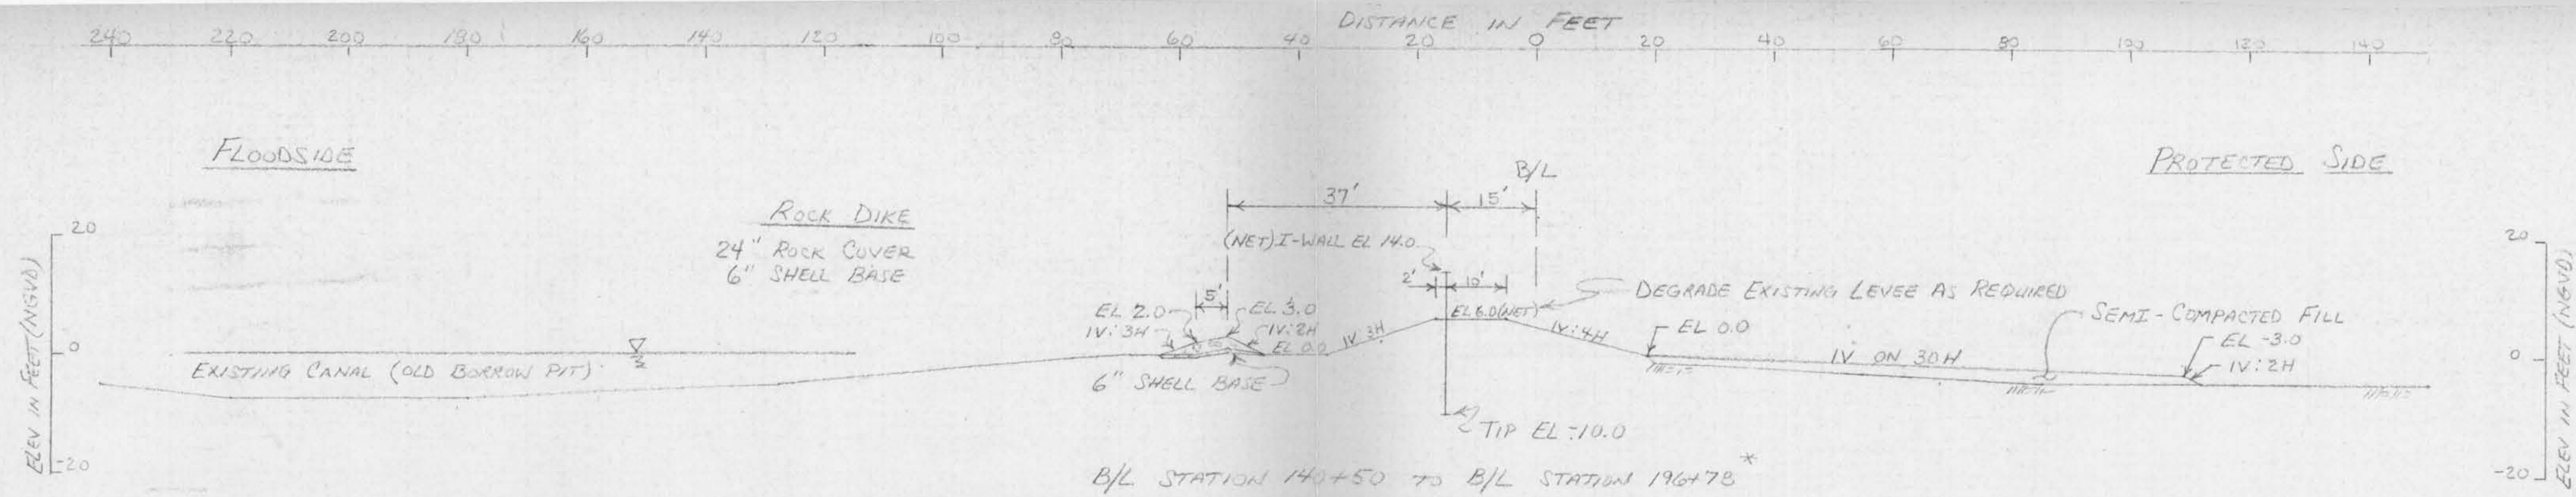 DISTANCE IN FEET
240 220 200 180 160 140 120 100 80 60 40 20 0 20 40 60 80 100 120 140
FLOODSIDE
PROTECTED SIDE
B/L
37' 15'
ROCK DIKE
24" ROCK COVER
6" SHELL BASE
(NET) I-WALL EL 14.0
2' 10'
5'
EL 2.0
EL 3.0
1V:3H
1V:2H
EL 0.0
1V:3H
EL 6.0 (NET)
DEGRADE EXISTING LEVEE AS REQUIRED
1V:4H
EL 0.0
SEMI-COMPACTED FILL
EL -3.0
1V:2H
1V ON 30H
EXISTING CANAL (OLD BORROW PIT)
6" SHELL BASE
TIP EL -10.0
B/L STATION 140+50 TO B/L STATION 196+78*
ELEV IN FEET (NGVD)
20
0
-20
ELEV IN FEET (NGVD)
20
0
-20